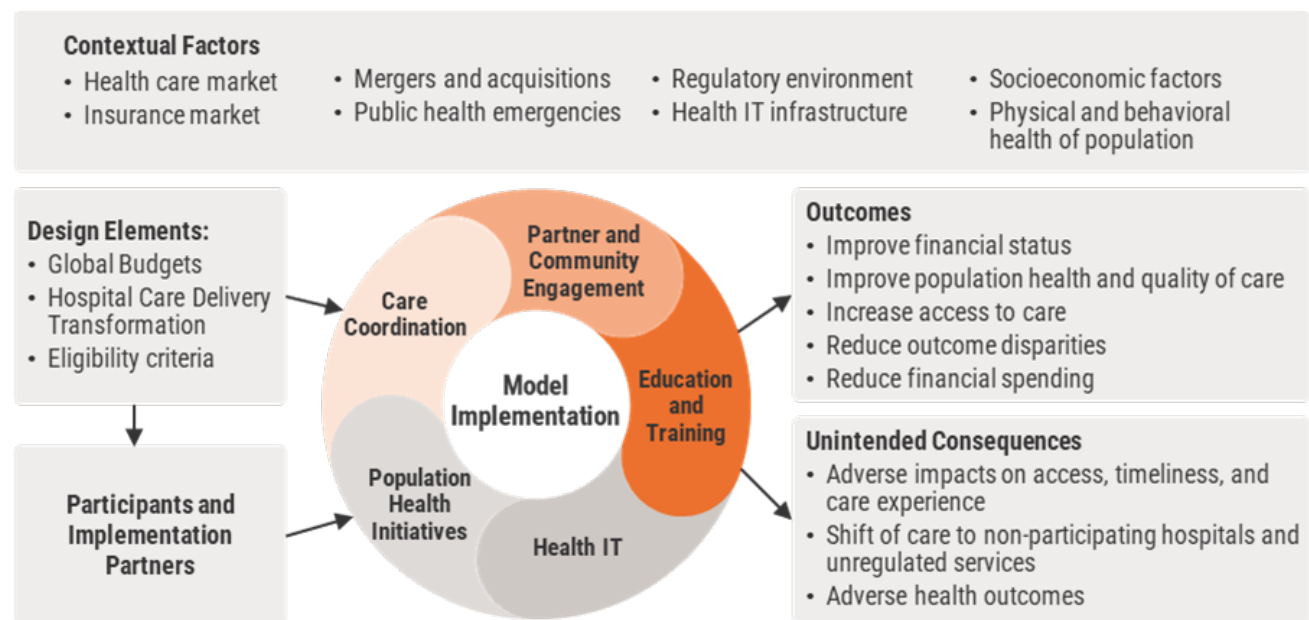 Contextual Factors
• Health care market
• Insurance market
• Mergers and acquisitions
• Public health emergencies
• Regulatory environment
• Health IT infrastructure
• Socioeconomic factors
• Physical and behavioral
health of population
Design Elements:
• Global Budgets
• Hospital Care Delivery
Transformation
• Eligibility criteria
Participants and
Implementation
Partners
Care
Coordination
Partner and
Community
Engagement
Education
and
Training
Health IT
Population
Health
Initiatives
Model
Implementation
Outcomes
• Improve financial status
• Improve population health and quality of care
• Increase access to care
• Reduce outcome disparities
• Reduce financial spending
Unintended Consequences
• Adverse impacts on access, timeliness, and
care experience
• Shift of care to non-participating hospitals and
unregulated services
• Adverse health outcomes